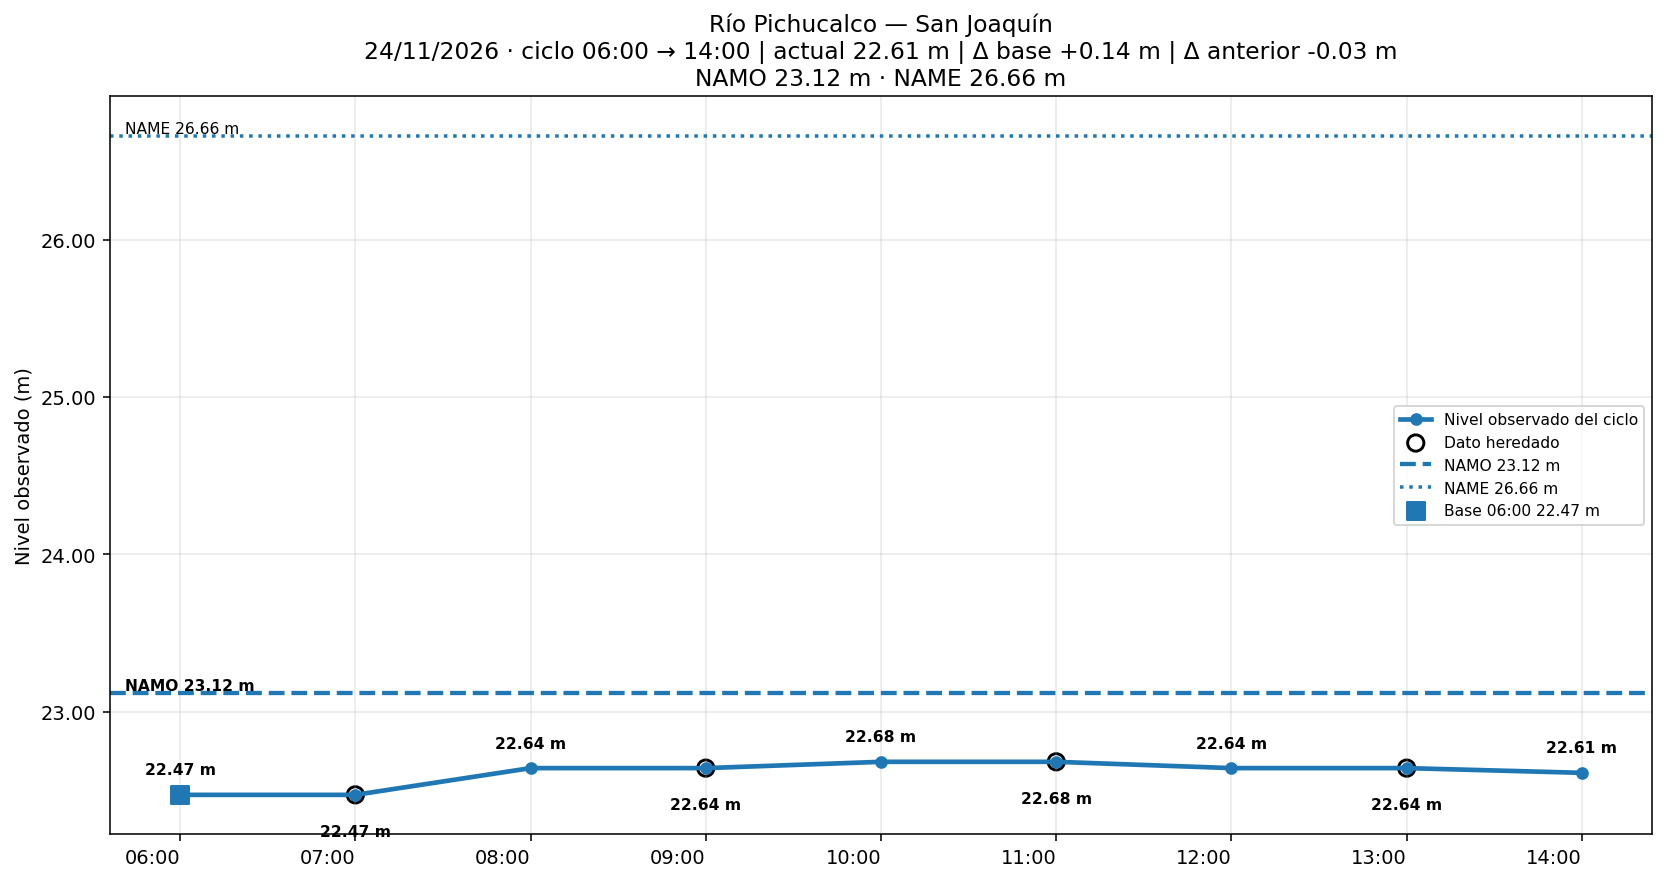 Río Pichucalco — San Joaquín
24/11/2026 · ciclo 06:00 → 14:00 | actual 22.61 m | Δ base +0.14 m | Δ anterior -0.03 m
NAMO 23.12 m · NAME 26.66 m
NAME 26.66 m
26.00
25.00
24.00
23.00
Nivel observado (m)
Nivel observado del ciclo
Dato heredado
NAMO 23.12 m
NAME 26.66 m
Base 06:00 22.47 m
NAMO 23.12 m
22.47 m
22.47 m
22.64 m
22.64 m
22.68 m
22.68 m
22.64 m
22.64 m
22.61 m
06:00
07:00
08:00
09:00
10:00
11:00
12:00
13:00
14:00